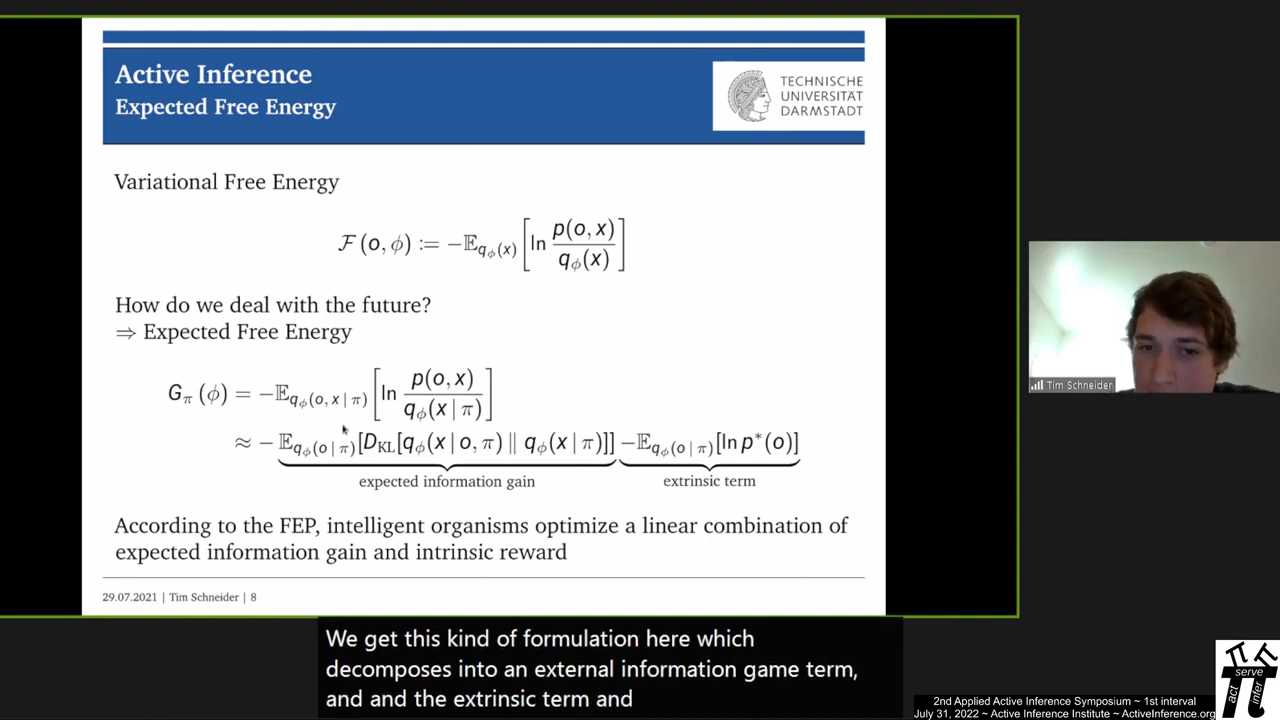 Active Inference
Expected Free Energy
TECHNISCHE
UNIVERSITÄT
DARMSTADT
Variational Free Energy
ℱ(o, ϕ) := −𝔼_{q_ϕ(x)} [ln p(o, x) / q_ϕ(x)]
How do we deal with the future?
⇒ Expected Free Energy
G_π(ϕ) = −𝔼_{q_ϕ(o, x | π)} [ln p(o, x) / q_ϕ(x | π)]
≈ −𝔼_{q_ϕ(o | π)}[D_KL[q_ϕ(x | o, π) ‖ q_ϕ(x | π)]] −𝔼_{q_ϕ(o | π)}[ln p*(o)]
expected information gain extrinsic term
According to the FEP, intelligent organisms optimize a linear combination of
expected information gain and intrinsic reward
29.07.2021 | Tim Schneider | 8
Tim Schneider
We get this kind of formulation here which
decomposes into an external information game term,
and and the extrinsic term and
2nd Applied Active Inference Symposium ~ 1st interval
July 31, 2022 ~ Active Inference Institute ~ ActiveInference.org
π π
serve
act infer
π